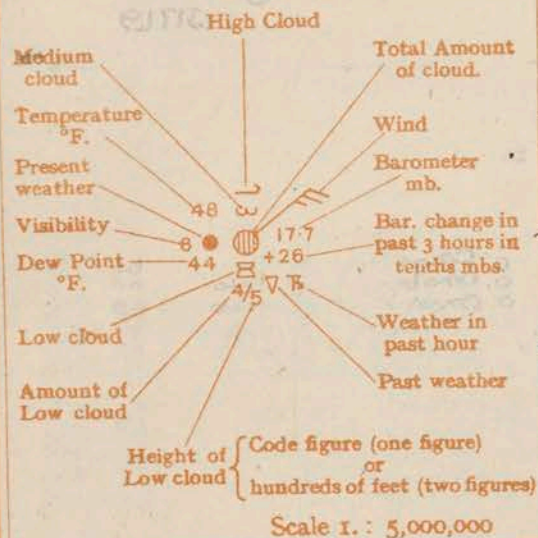 High Cloud
Medium cloud
Total Amount of cloud.
Temperature °F.
Wind
Present weather
Barometer mb.
Visibility
Bar. change in past 3 hours in tenths mbs.
Dew Point °F.
48
6
17.7
44
+26
4/5
Low cloud
Weather in past hour
Amount of Low cloud
Past weather
Height of Low cloud
Code figure (one figure)
or
hundreds of feet (two figures)
Scale 1. : 5,000,000